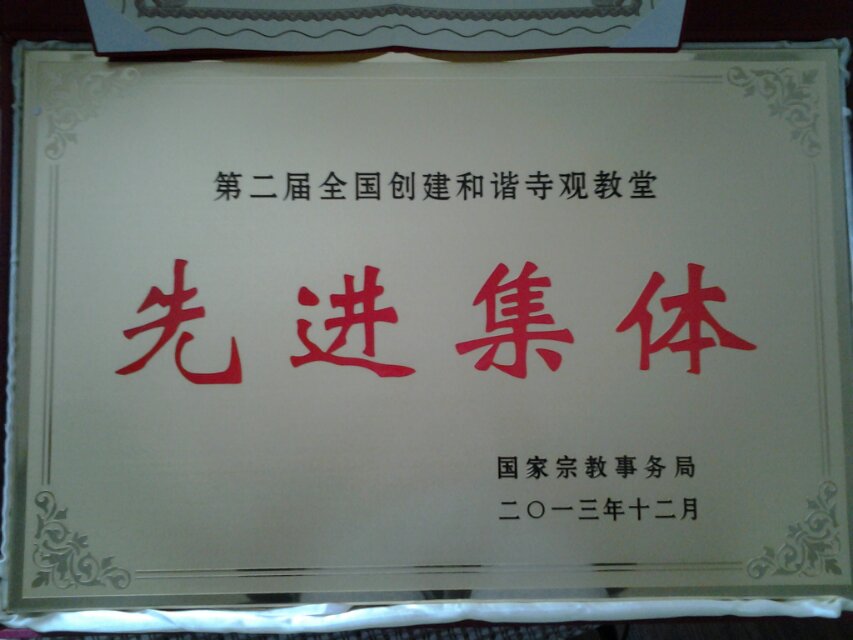 第二届全国创建和谐寺观教堂
先进集体
国家宗教事务局
二〇一三年十二月